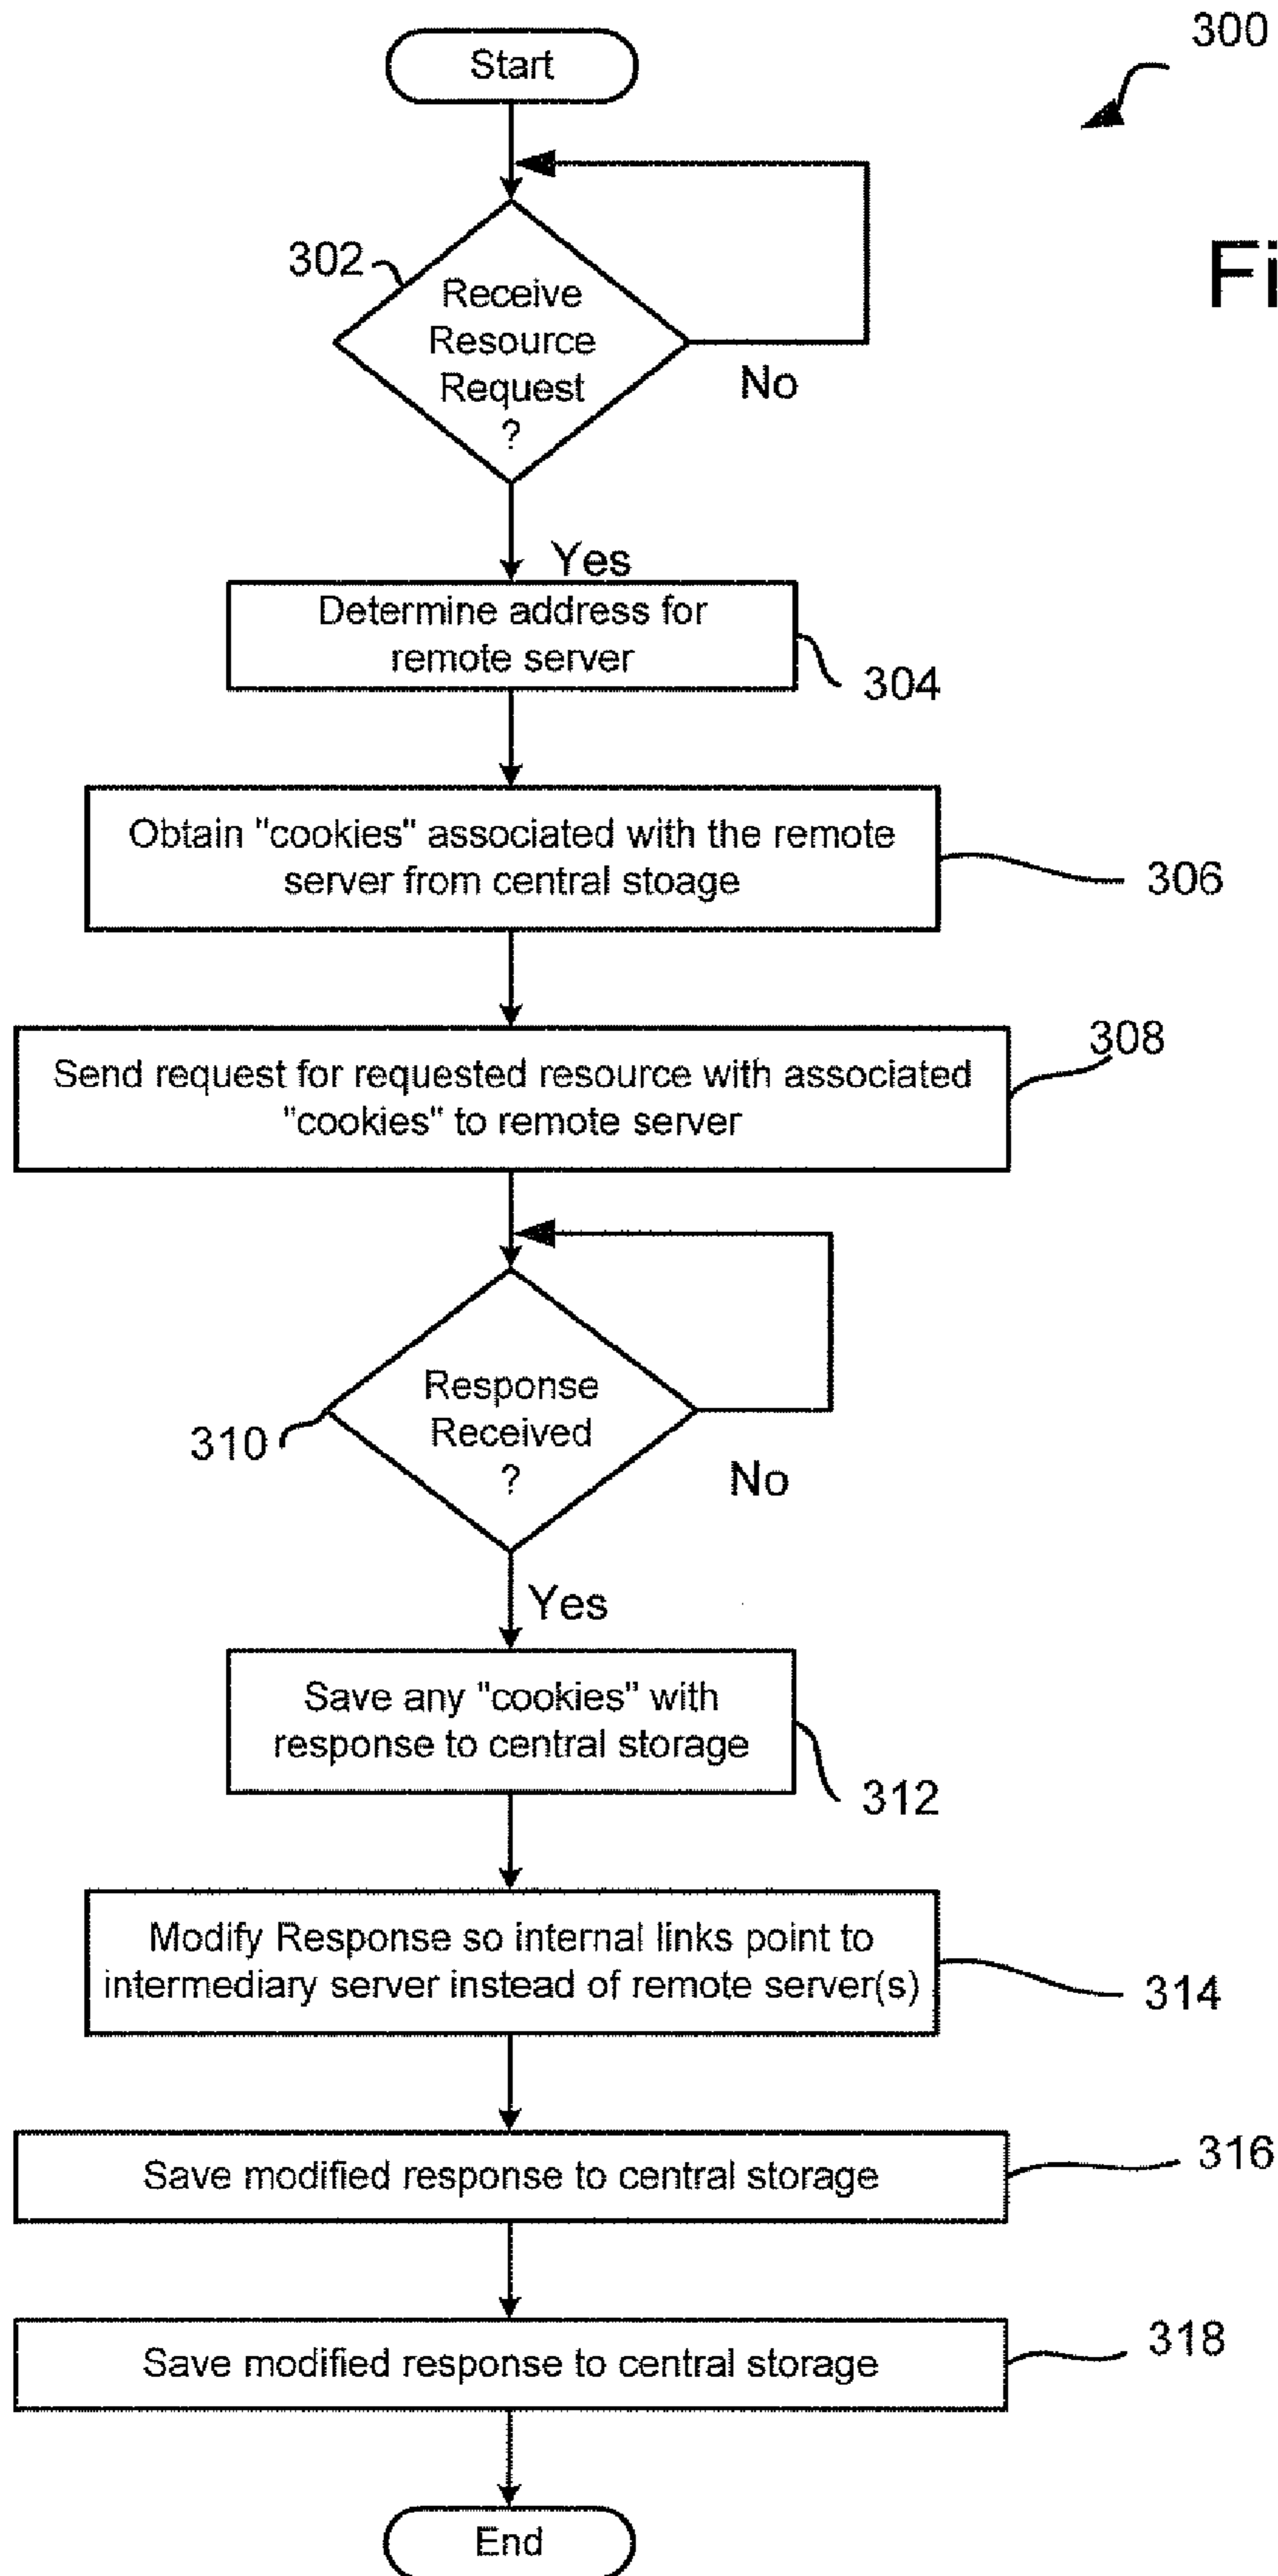 Start
300
Fi
302
Receive
Resource
Request
?
No
Yes
Determine address for
remote server
304
Obtain "cookies" associated with the remote
server from central stoage
306
Send request for requested resource with associated
"cookies" to remote server
308
Response
Received
?
310
No
Yes
Save any "cookies" with
response to central storage
312
Modify Response so internal links point to
intermediary server instead of remote server(s)
314
Save modified response to central storage
316
Save modified response to central storage
318
End